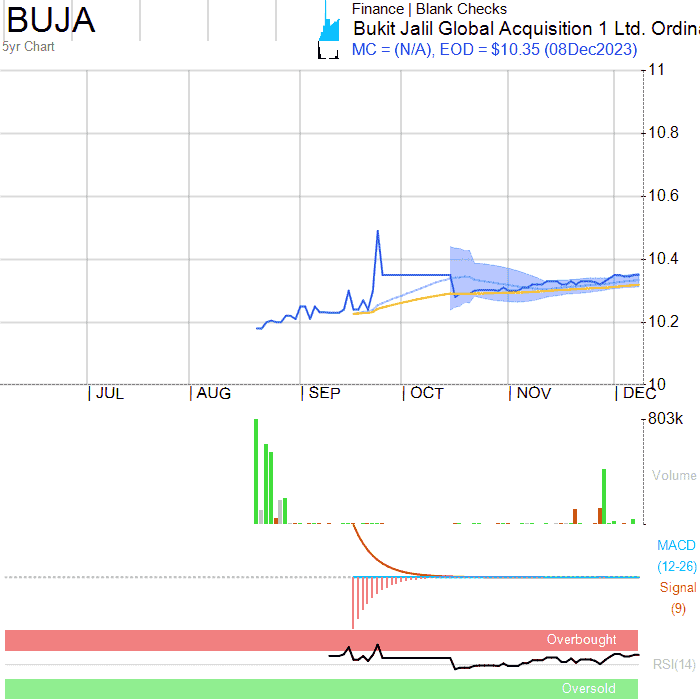 BUJA
5yr Chart
Finance | Blank Checks
Bukit Jalil Global Acquisition 1 Ltd. Ordina
MC = (N/A), EOD = $10.35 (08Dec2023)
11
10.8
10.6
10.4
10.2
10
JUL AUG SEP OCT NOV DEC
803k
Volume
MACD
(12-26)
Signal
(9)
Overbought
RSI(14)
Oversold